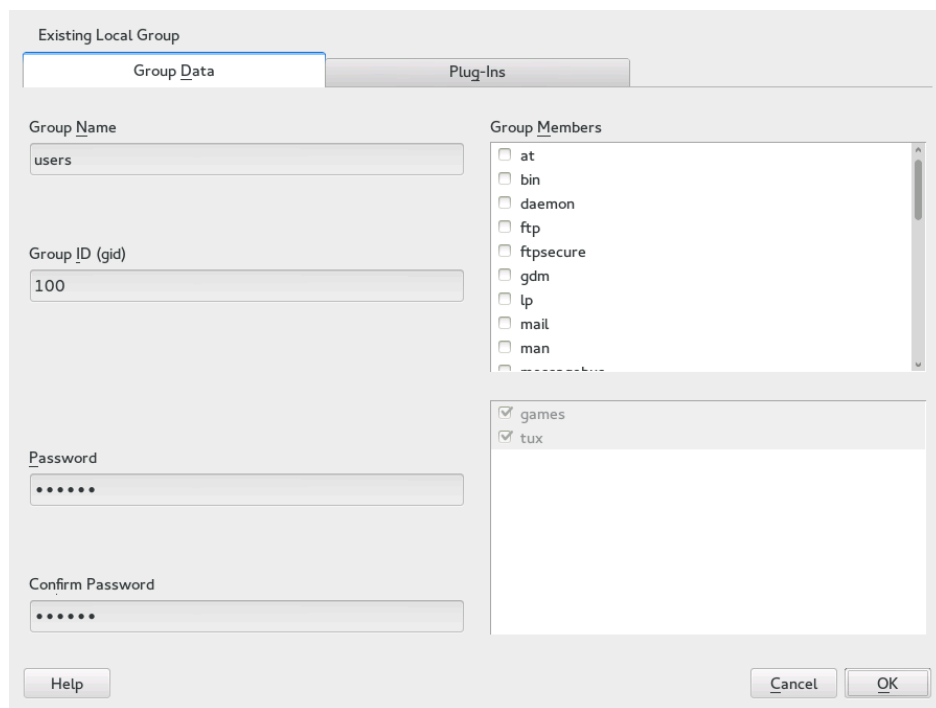 Existing Local Group
Group Data
Plug-Ins
Group Name
users
Group ID (gid)
100
Password
••••••
Confirm Password
••••••
Group Members
at
bin
daemon
ftp
ftpsecure
gdm
lp
mail
man
games
tux
Help
Cancel
OK